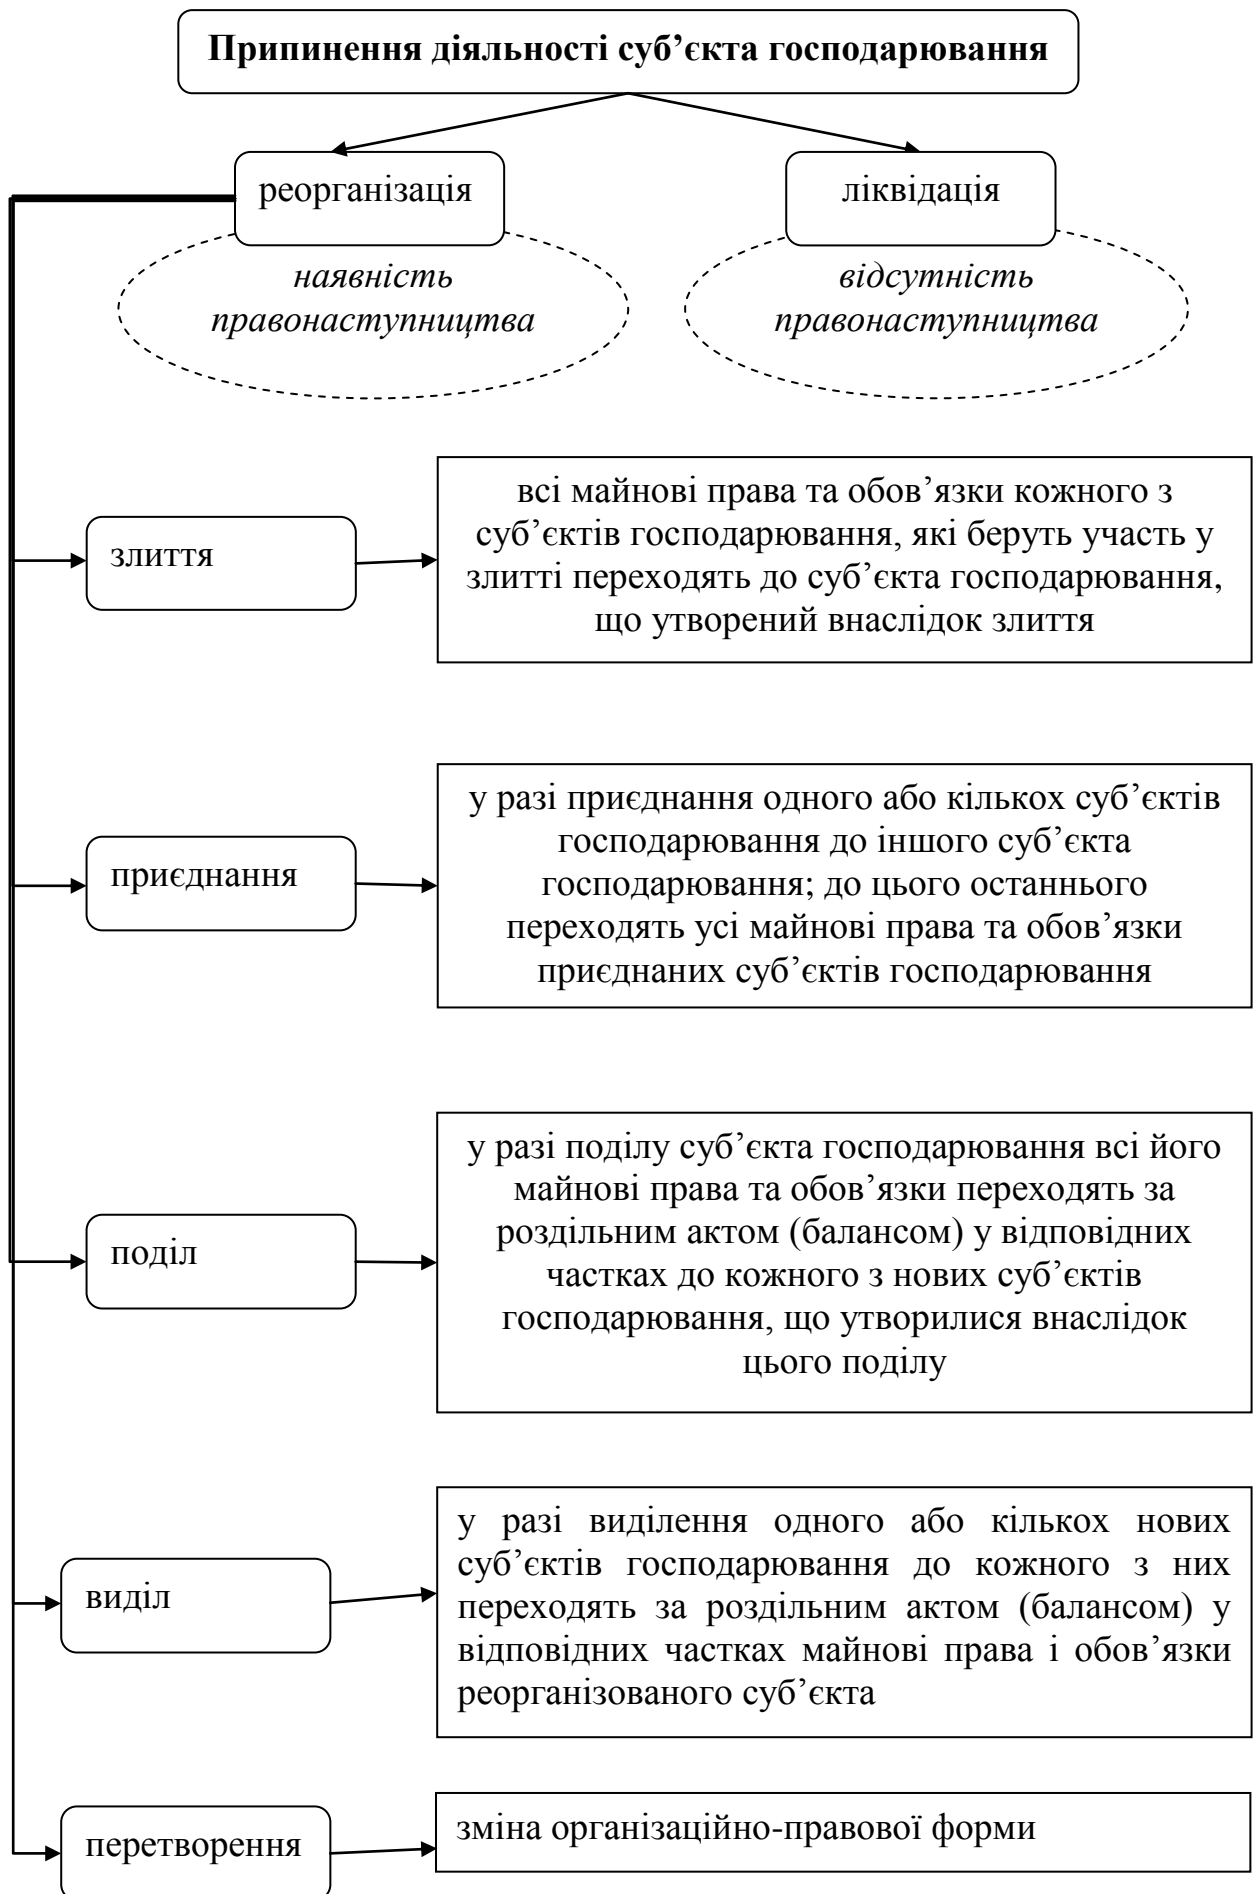 Припинення діяльності суб’єкта господарювання
реорганізація
ліквідація
наявність
правонаступництва
відсутність
правонаступництва
злиття
всі майнові права та обов’язки кожного з
суб’єктів господарювання, які беруть участь у
злитті переходять до суб’єкта господарювання,
що утворений внаслідок злиття
приєднання
у разі приєднання одного або кількох суб’єктів
господарювання до іншого суб’єкта
господарювання; до цього останнього
переходять усі майнові права та обов’язки
приєднаних суб’єктів господарювання
поділ
у разі поділу суб’єкта господарювання всі його
майнові права та обов’язки переходять за
роздільним актом (балансом) у відповідних
частках до кожного з нових суб’єктів
господарювання, що утворилися внаслідок
цього поділу
виділ
у разі виділення одного або кількох нових
суб’єктів господарювання до кожного з них
переходять за роздільним актом (балансом) у
відповідних частках майнові права і обов’язки
реорганізованого суб’єкта
перетворення
зміна організаційно-правової форми